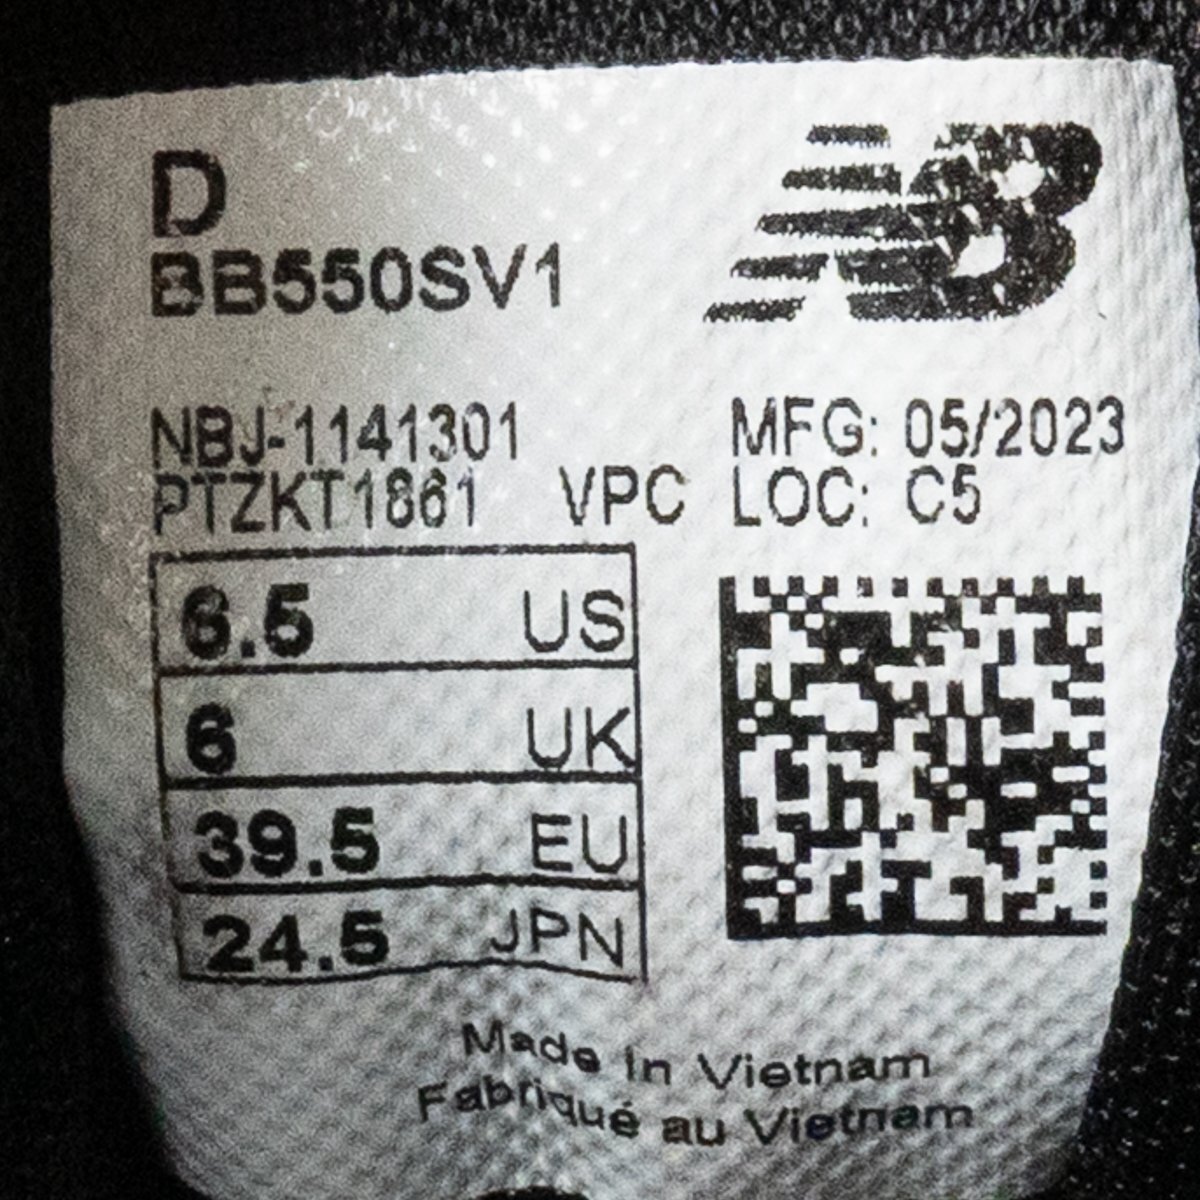 D
NB
BB550SV1
NBJ-1141301
MFG: 05/2023
PTZKT1861 VPC
LOC: C5
6.5 US
6 UK
39.5 EU
24.5 JPN
Made In Vietnam
Fabriqué au Vietnam